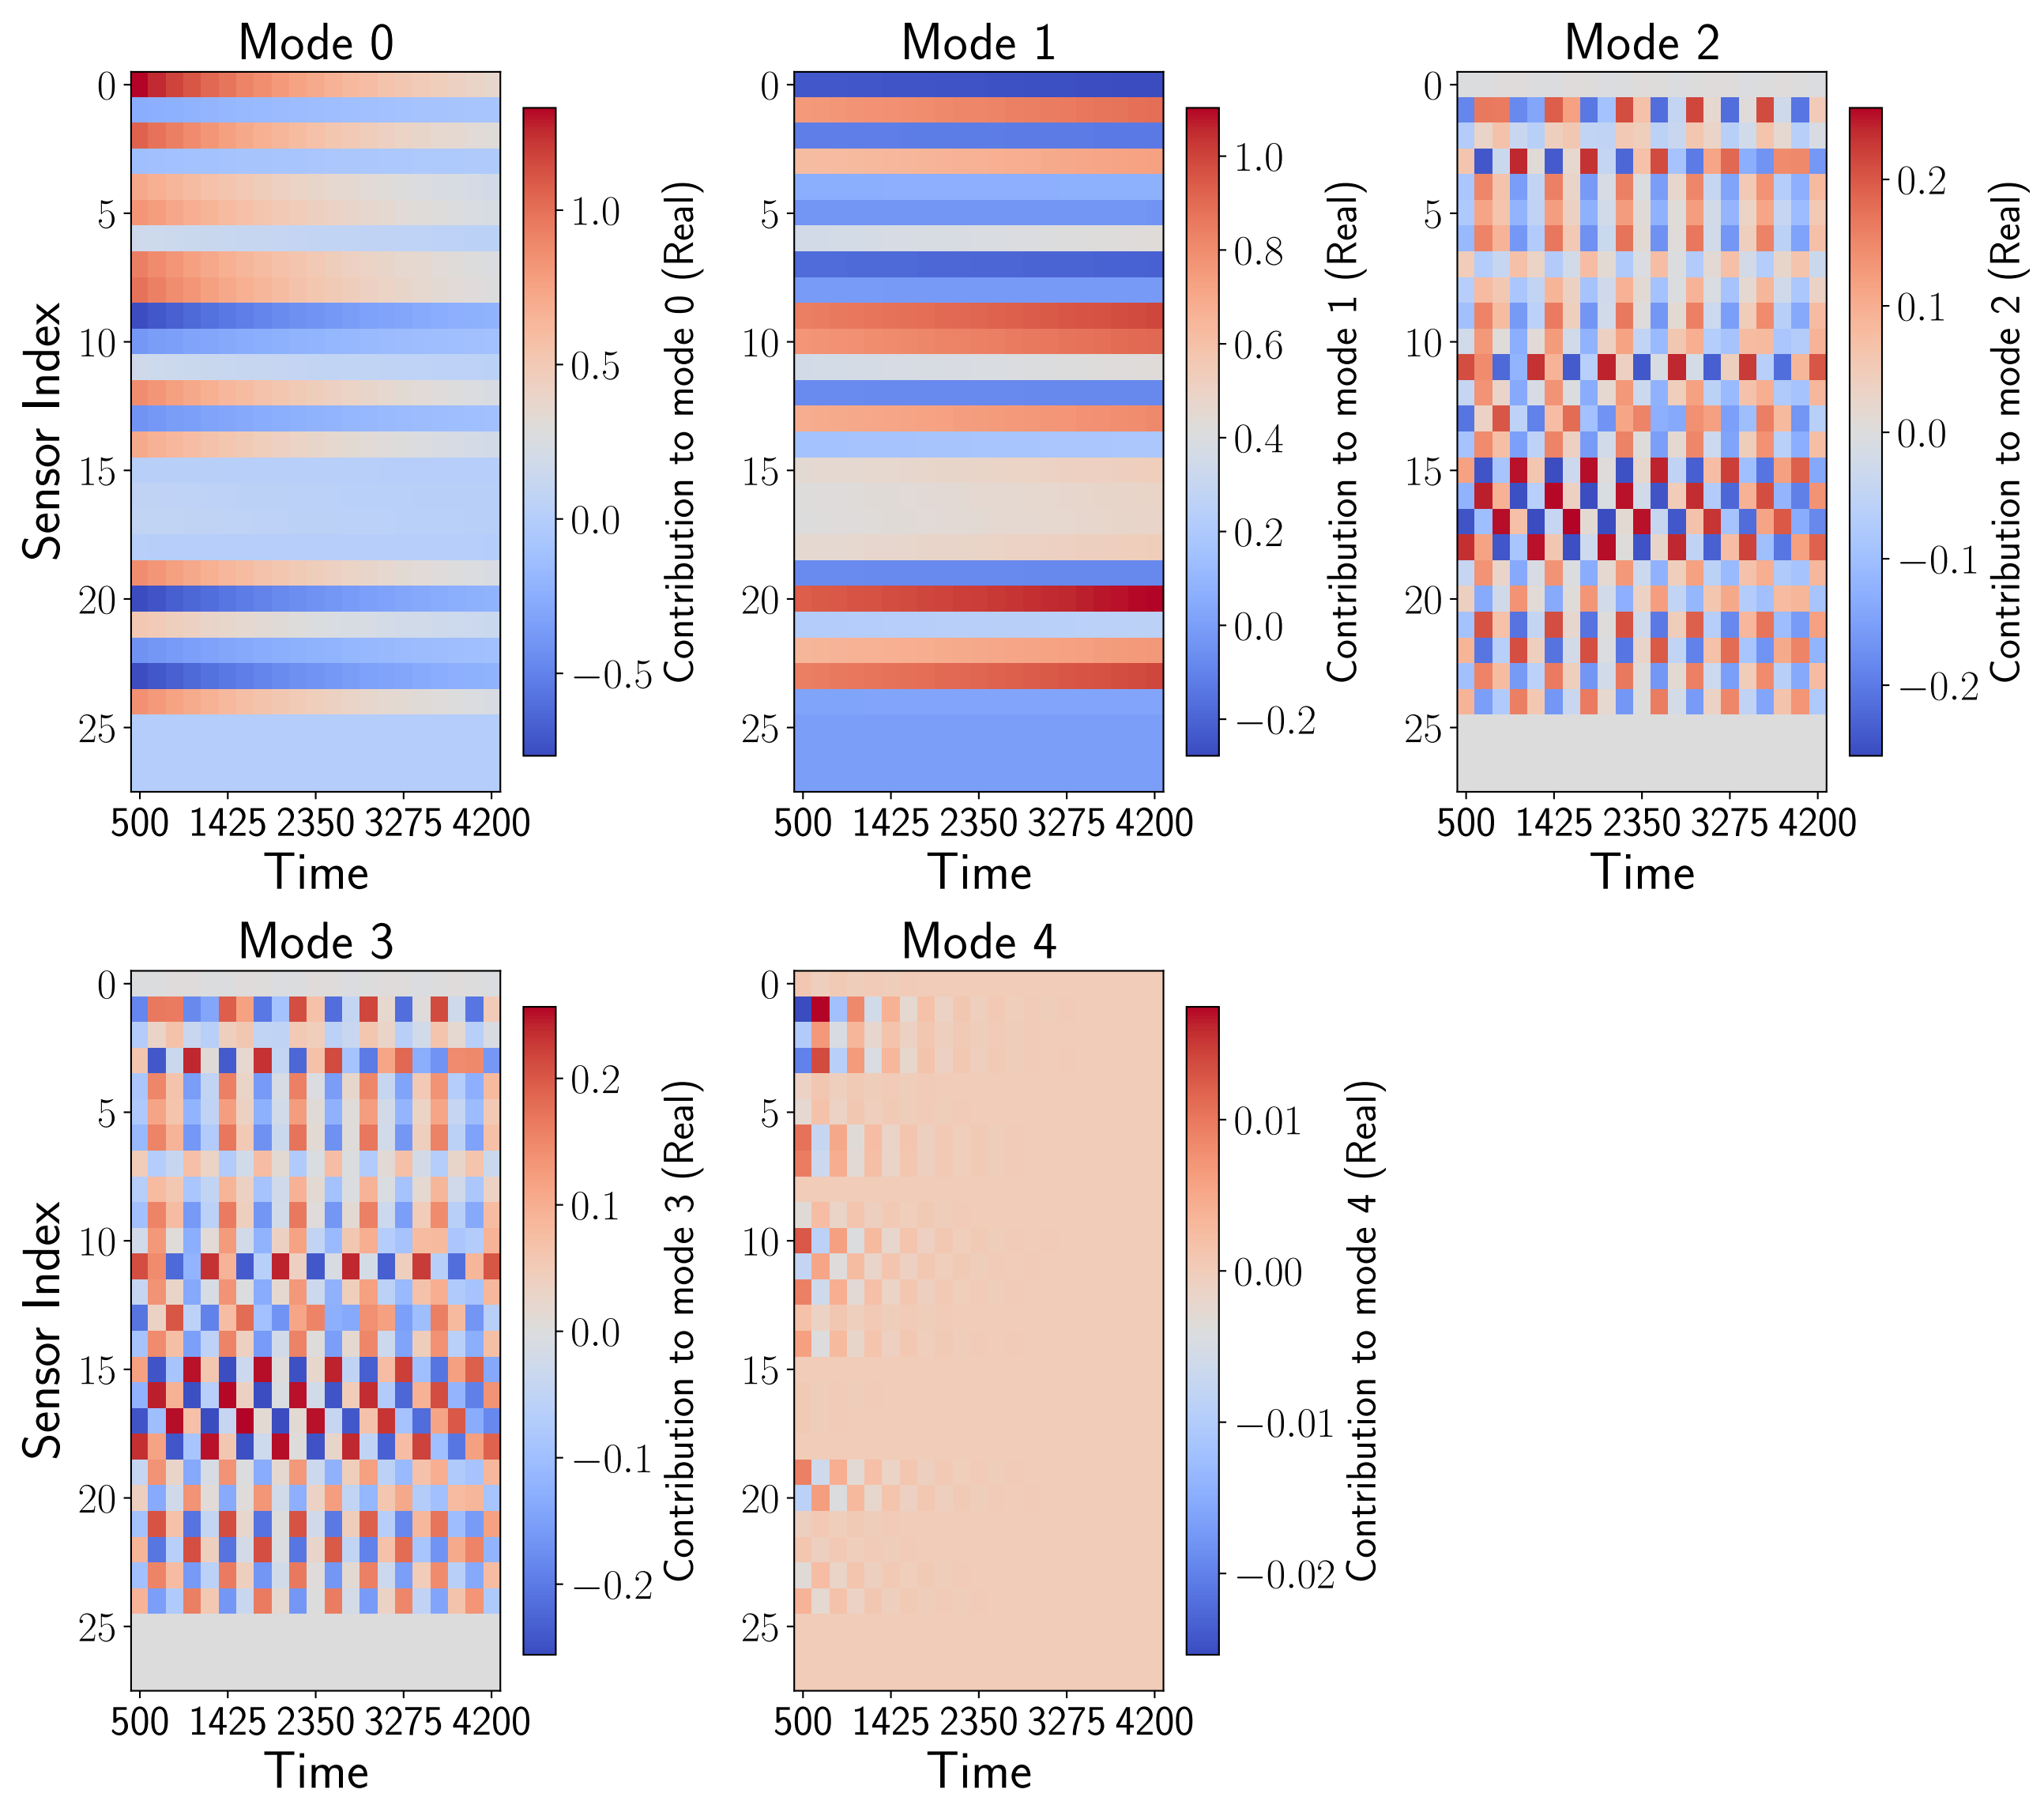 Mode 0
0
5
10
15
20
25
Sensor Index
500 1425 2350 3275 4200
Time
1.0
0.5
0.0
−0.5
Contribution to mode 0 (Real)
Mode 1
0
5
10
15
20
25
500 1425 2350 3275 4200
Time
1.0
0.8
0.6
0.4
0.2
0.0
−0.2
Contribution to mode 1 (Real)
Mode 2
0
5
10
15
20
25
500 1425 2350 3275 4200
Time
0.2
0.1
0.0
−0.1
−0.2
Contribution to mode 2 (Real)
Mode 3
0
5
10
15
20
25
Sensor Index
500 1425 2350 3275 4200
Time
0.2
0.1
0.0
−0.1
−0.2
Contribution to mode 3 (Real)
Mode 4
0
5
10
15
20
25
500 1425 2350 3275 4200
Time
0.01
0.00
−0.01
−0.02
Contribution to mode 4 (Real)